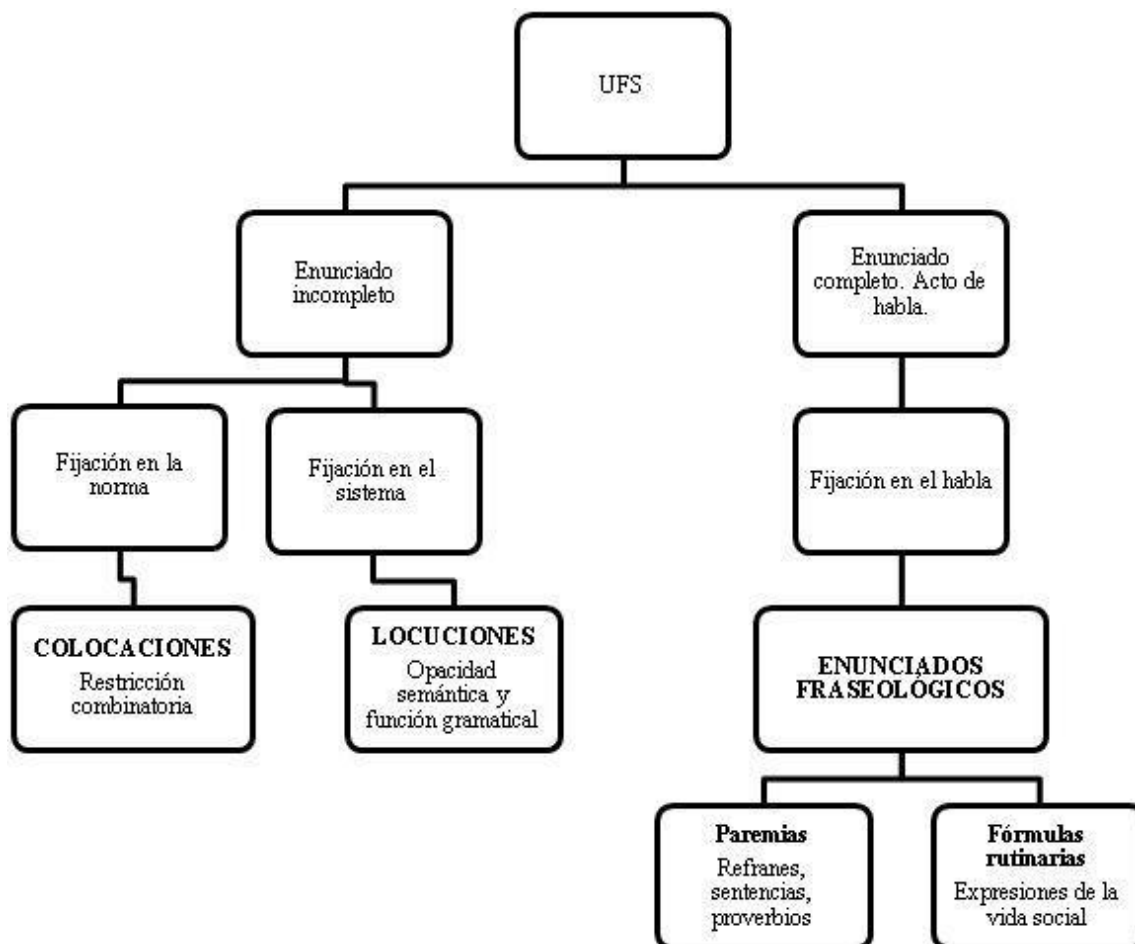 UFS
Enunciado
incompleto
Enunciado
completo. Acto de
habla.
Fijación en la
norma
Fijación en el
sistema
Fijación en el habla
COLOCACIONES
Restricción
combinatoria
LOCUCIONES
Opacidad
semántica y
función gramatical
ENUNCIADOS
FRASEOLÓGICOS
Paremias
Refranes,
sentencias,
proverbios
Fórmulas
rutinarias
Expresiones de la
vida social